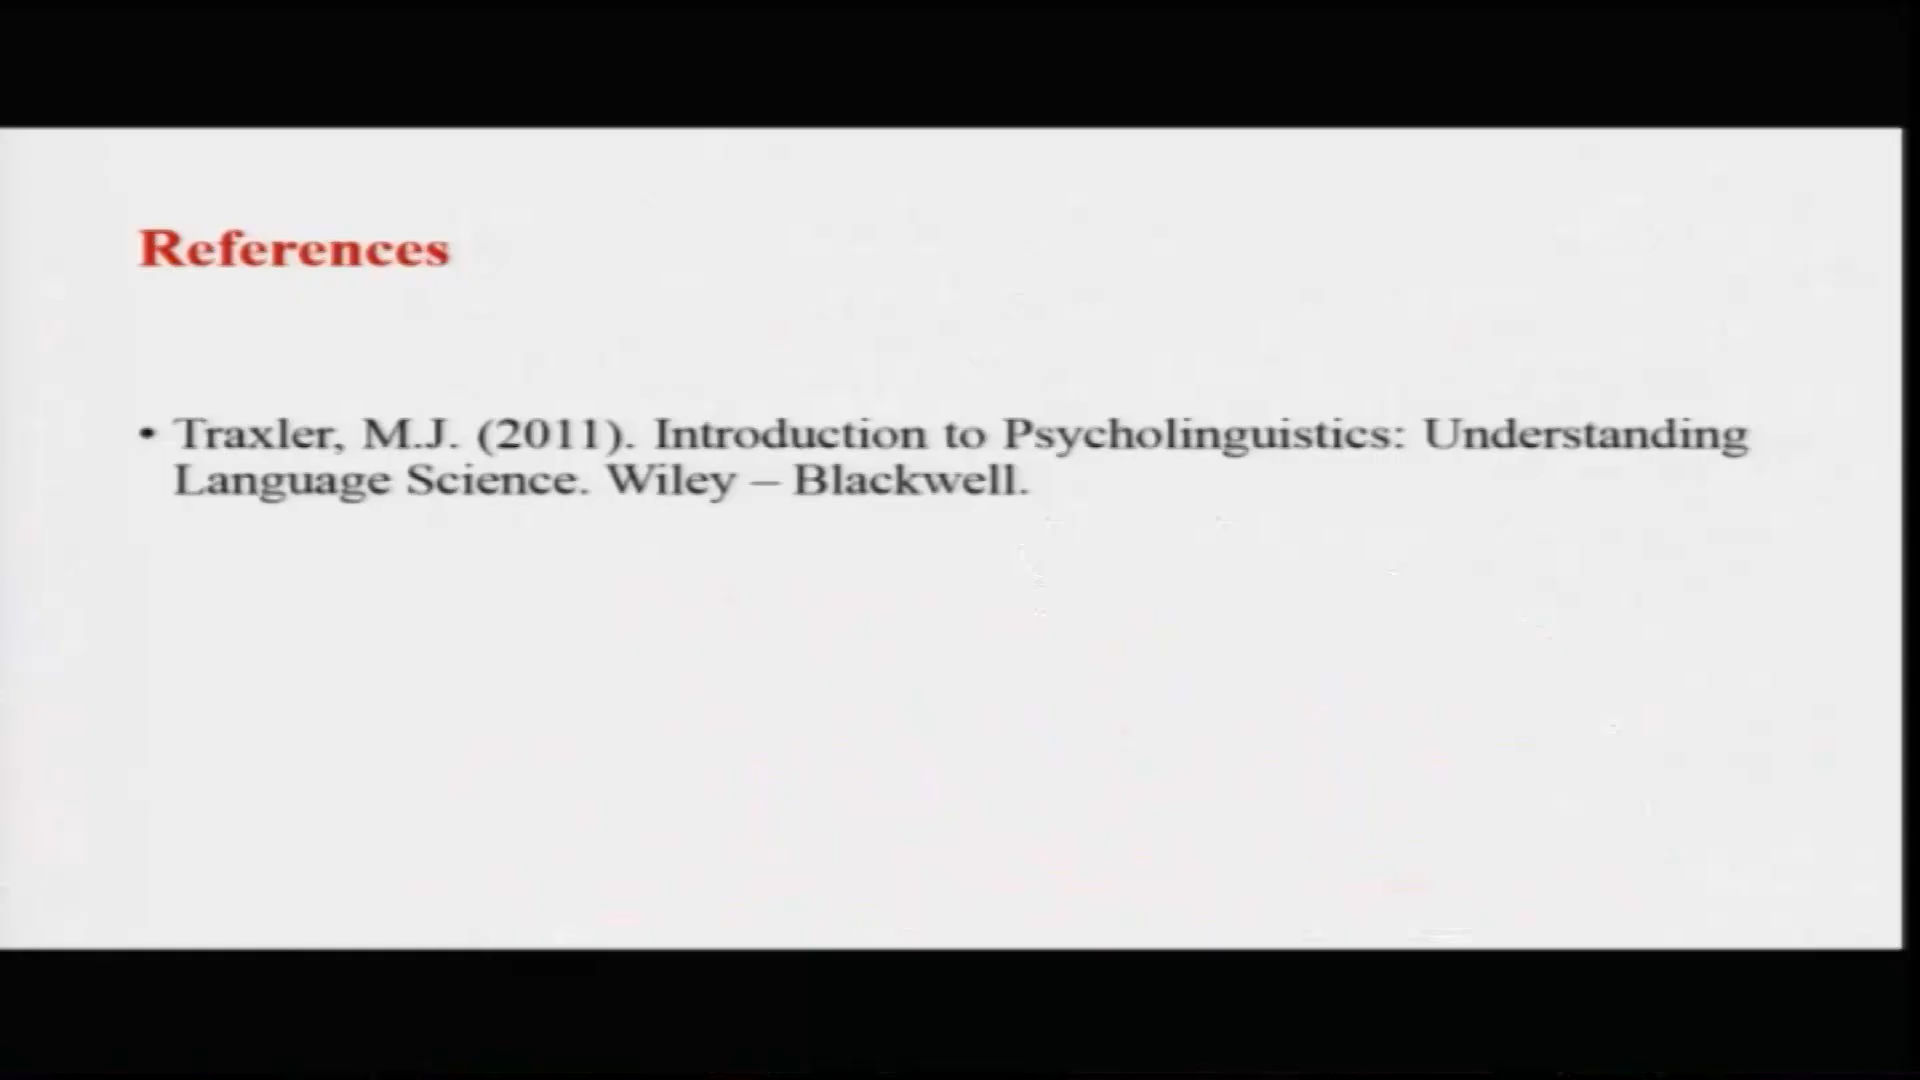 References
• Traxler, M.J. (2011). Introduction to Psycholinguistics: Understanding
Language Science. Wiley – Blackwell.